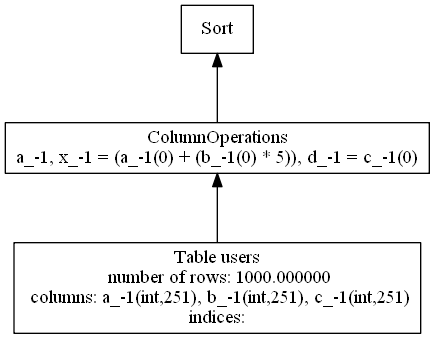 Sort
ColumnOperations
a_-1, x_-1 = (a_-1(0) + (b_-1(0) * 5)), d_-1 = c_-1(0)
Table users
number of rows: 1000.000000
columns: a_-1(int,251), b_-1(int,251), c_-1(int,251)
indices: